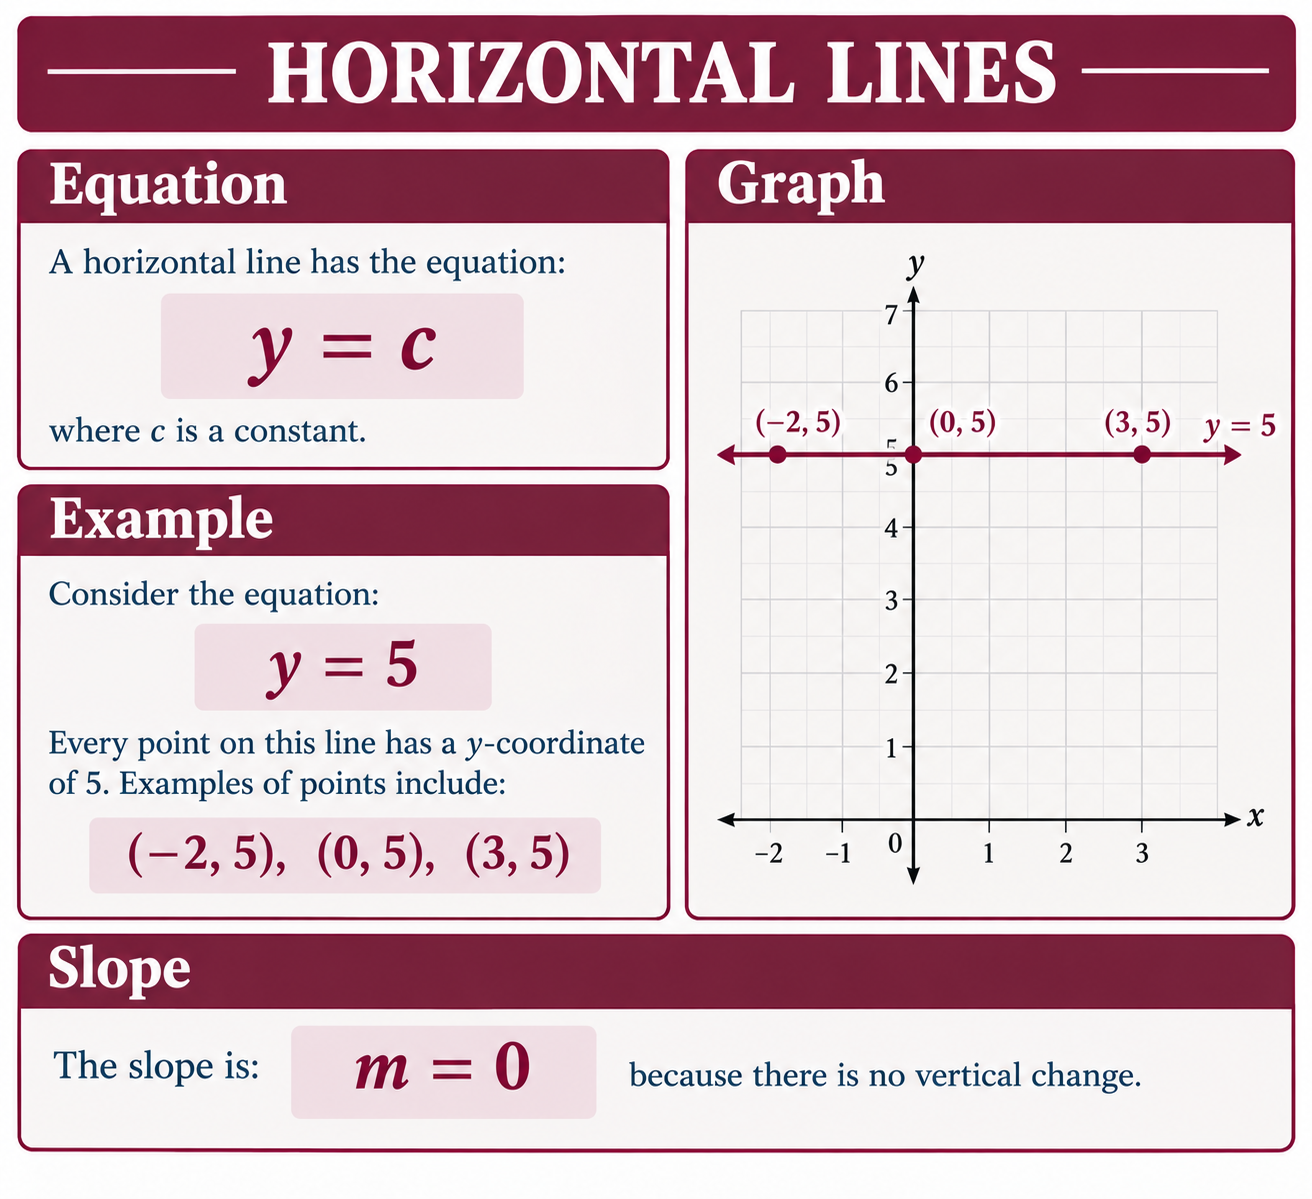 HORIZONTAL LINES
Equation
A horizontal line has the equation:
y = c
where c is a constant.
Example
Consider the equation:
y = 5
Every point on this line has a y-coordinate
of 5. Examples of points include:
(−2, 5), (0, 5), (3, 5)
Graph
y
7
6
(−2, 5) (0, 5) (3, 5) y = 5
5
4
3
2
1
x
−2 −1 0 1 2 3
Slope
The slope is: m = 0 because there is no vertical change.